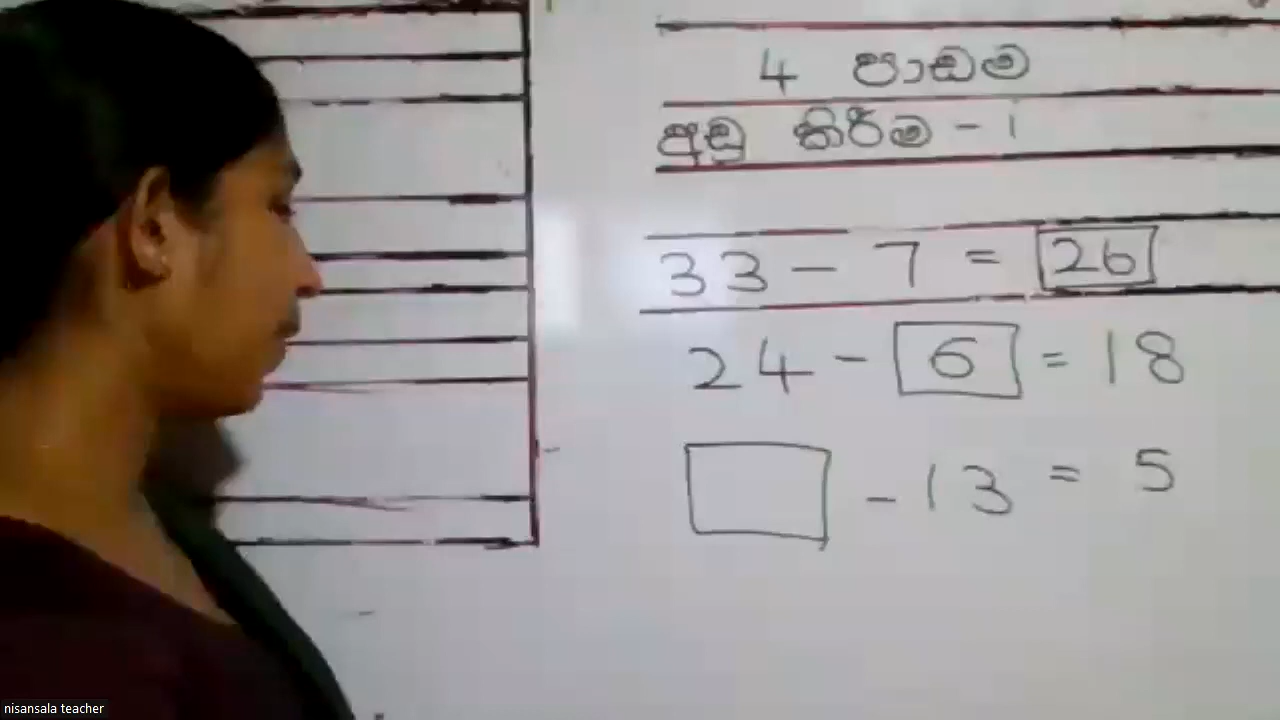 4 පාඩම
අඩු කිරීම - 1
33 - 7 = 26
24 - 6 = 18
- 13 = 5
nisansala teacher